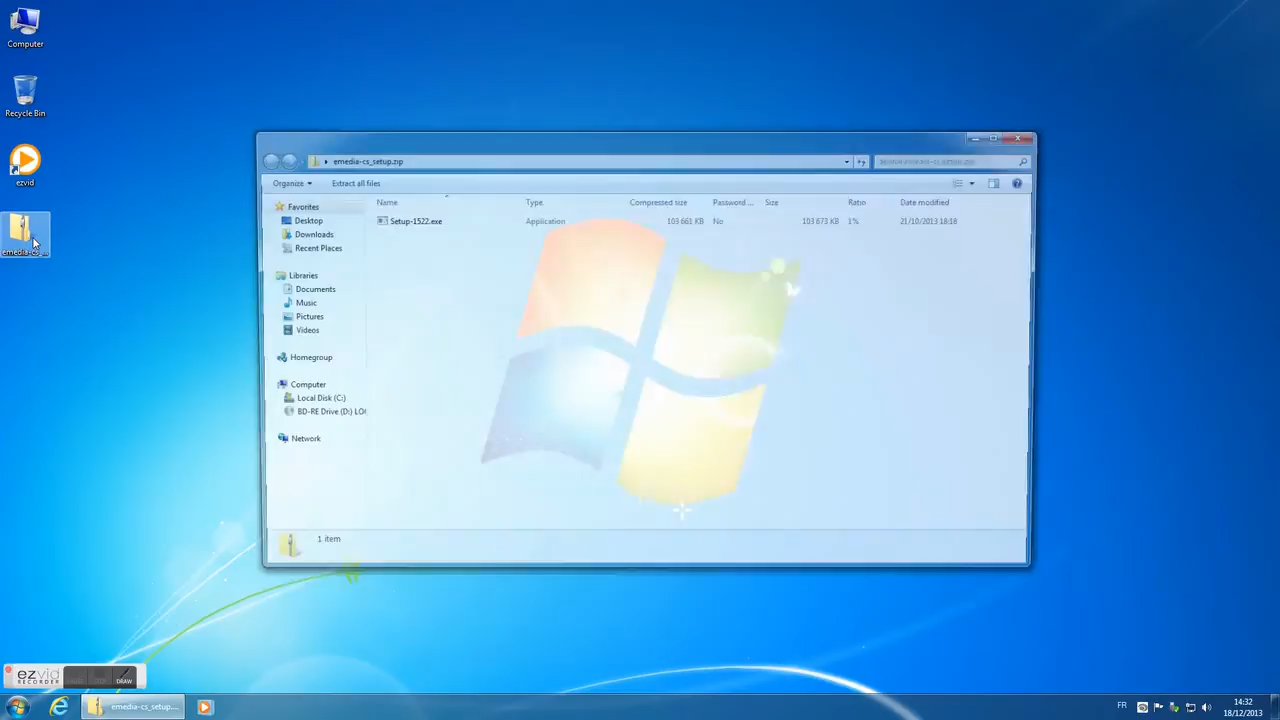 Computer
Recycle Bin
ezvid
emedia-cs_...
emedia-cs_setup.zip
Organize
Extract all files
Name
Type
Compressed size
Password ...
Size
Ratio
Date modified
Setup-1522.exe
Application
103 661 KB
No
103 673 KB
1%
21/10/2013 18:18
Favorites
Desktop
Downloads
Recent Places
Libraries
Documents
Music
Pictures
Videos
Homegroup
Computer
Local Disk (C:)
BD-RE Drive (D:) LO
Network
1 item
ezvid
RECORDER
DRAW
emedia-cs_setup....
FR
14:32
18/12/2013